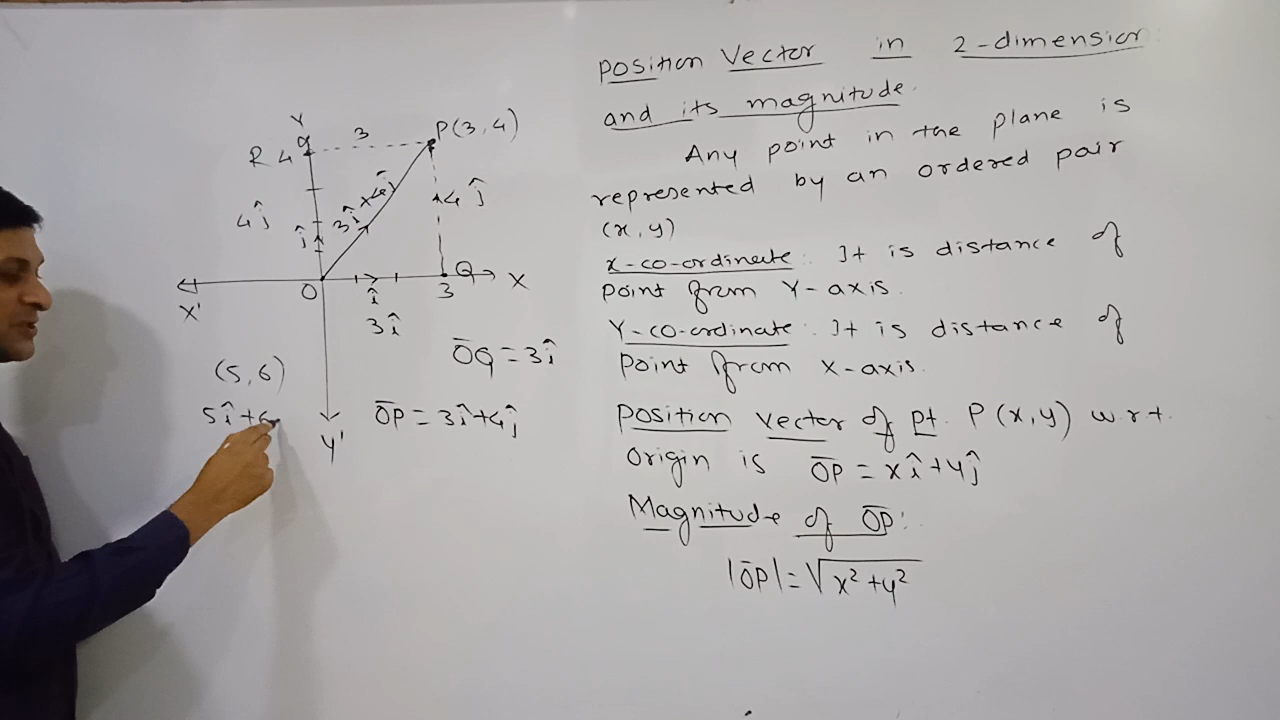 Y
R 4
3
P(3,4)
4ĵ
ĵ
3î+4ĵ
4ĵ
X'
O
î
3
Q
X
3î
OQ̅ = 3î
(5,6)
5î+6
Y'
OP̅ = 3î+4ĵ
Position Vector in 2-dimension
and its magnitude.
Any point in the plane is
represented by an ordered pair
(x,y)
x-co-ordinate : It is distance of
point from Y-axis.
Y-co-ordinate : It is distance of
point from X-axis.
Position vector of pt. P(x,y) w.r.t.
origin is OP̅ = xî+yĵ
Magnitude of OP̅ :
|OP̅| = √x²+y²